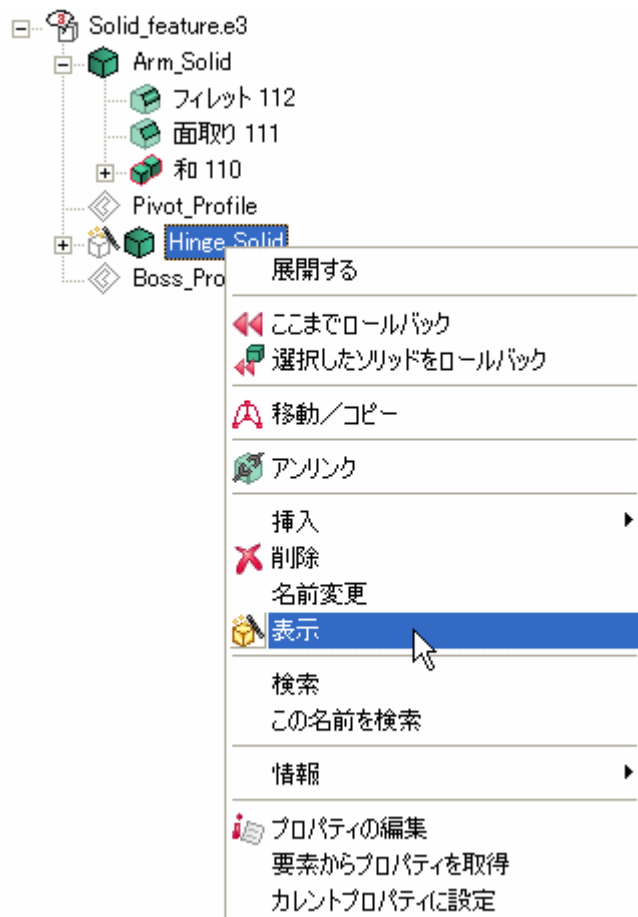 Solid_feature.e3
Arm_Solid
フィレット 112
面取り 111
和 110
Pivot_Profile
Hinge_Solid
Boss_Pro
展開する
ここまでロールバック
選択したソリッドをロールバック
移動／コピー
アンリンク
挿入
削除
名前変更
表示
検索
この名前を検索
情報
プロパティの編集
要素からプロパティを取得
カレントプロパティに設定